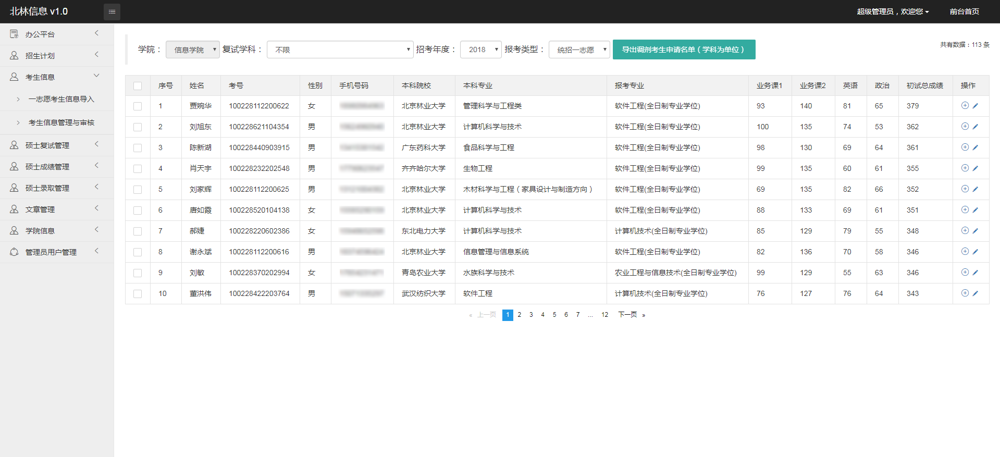 北林信息 v1.0
超级管理员，欢迎您
前台首页
办公平台
招生计划
考生信息
一志愿考生信息导入
考生信息管理与审核
硕士复试管理
硕士成绩管理
硕士录取管理
文章管理
学院信息
管理员用户管理
学院： 信息学院 复试学科： 不限 招考年度： 2018 报考类型： 统招一志愿 导出调剂考生申请名单（学科为单位）
共有数据：113 条
序号 姓名 考号 性别 手机号码 本科院校 本科专业 报考专业 业务课1 业务课2 英语 政治 初试总成绩 操作
1 贾婉华 100228112200622 女 北京林业大学 管理科学与工程类 软件工程(全日制专业学位) 93 140 81 65 379
2 刘旭东 100228621104354 男 北京林业大学 计算机科学与技术 软件工程(全日制专业学位) 100 135 74 53 362
3 陈新湖 100228440903915 男 广东药科大学 食品科学与工程 软件工程(全日制专业学位) 98 130 69 64 361
4 肖天宇 100228232202548 男 齐齐哈尔大学 生物工程 软件工程(全日制专业学位) 99 135 60 61 355
5 刘家辉 100228112200625 男 北京林业大学 木材科学与工程（家具设计与制造方向） 软件工程(全日制专业学位) 69 135 82 66 352
6 唐如霞 100228520104138 女 北京林业大学 计算机科学与技术 软件工程(全日制专业学位) 88 133 69 61 351
7 郝婕 100228220602386 女 东北电力大学 计算机科学与技术 计算机技术(全日制专业学位) 85 129 79 55 348
8 谢永斌 100228112200616 男 北京林业大学 信息管理与信息系统 软件工程(全日制专业学位) 82 136 70 58 346
9 刘敏 100228370202994 女 青岛农业大学 水族科学与技术 农业工程与信息技术(全日制专业学位) 99 129 55 63 346
10 董洪伟 100228422203764 男 武汉纺织大学 软件工程 计算机技术(全日制专业学位) 76 127 76 64 343
« 上一页 1 2 3 4 5 6 7 ... 12 下一页 »